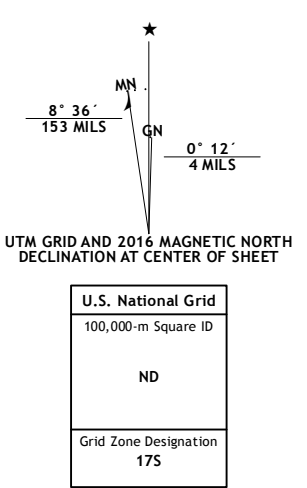 ★
MN
8° 36´
153 MILS
GN
0° 12´
4 MILS
UTM GRID AND 2016 MAGNETIC NORTH
DECLINATION AT CENTER OF SHEET
U.S. National Grid
100,000-m Square ID
ND
Grid Zone Designation
17S